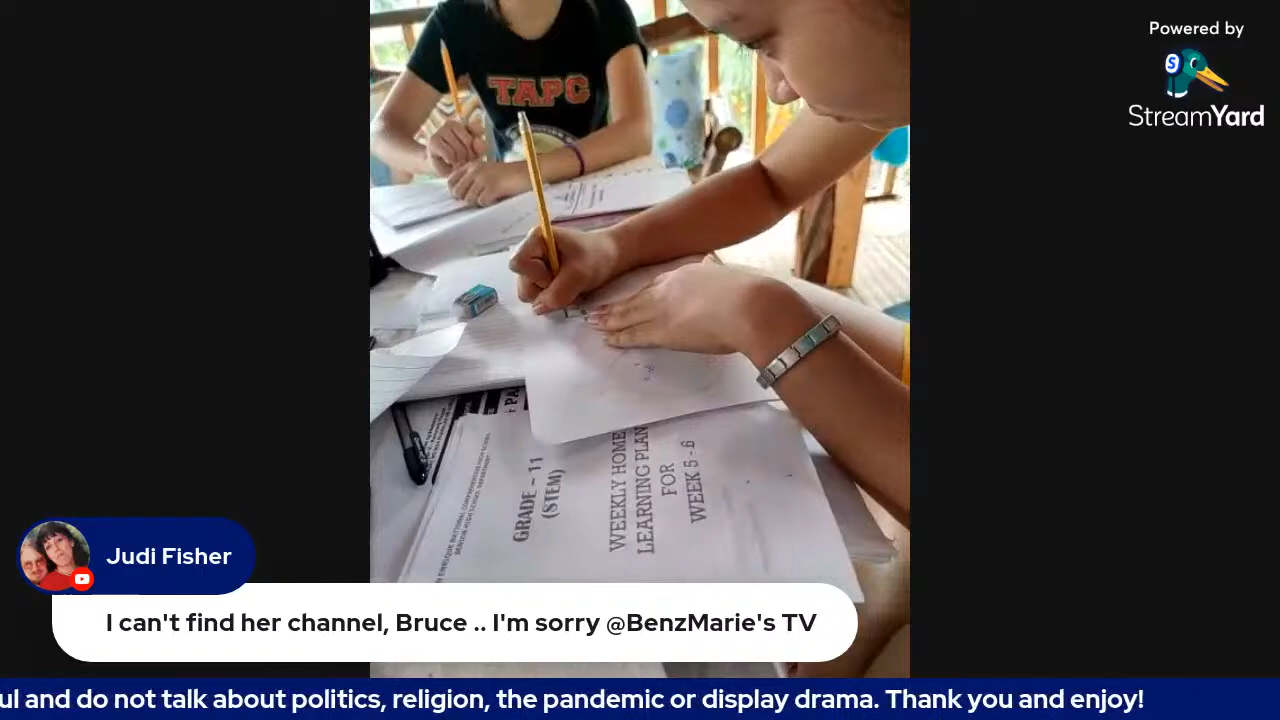 Powered by
StreamYard
TAPC
GRADE - 11
(STEM)
WEEKLY HOME
LEARNING PLAN
FOR
WEEK 5 - 6
Judi Fisher
I can't find her channel, Bruce .. I'm sorry @BenzMarie's TV
ul and do not talk about politics, religion, the pandemic or display drama. Thank you and enjoy!